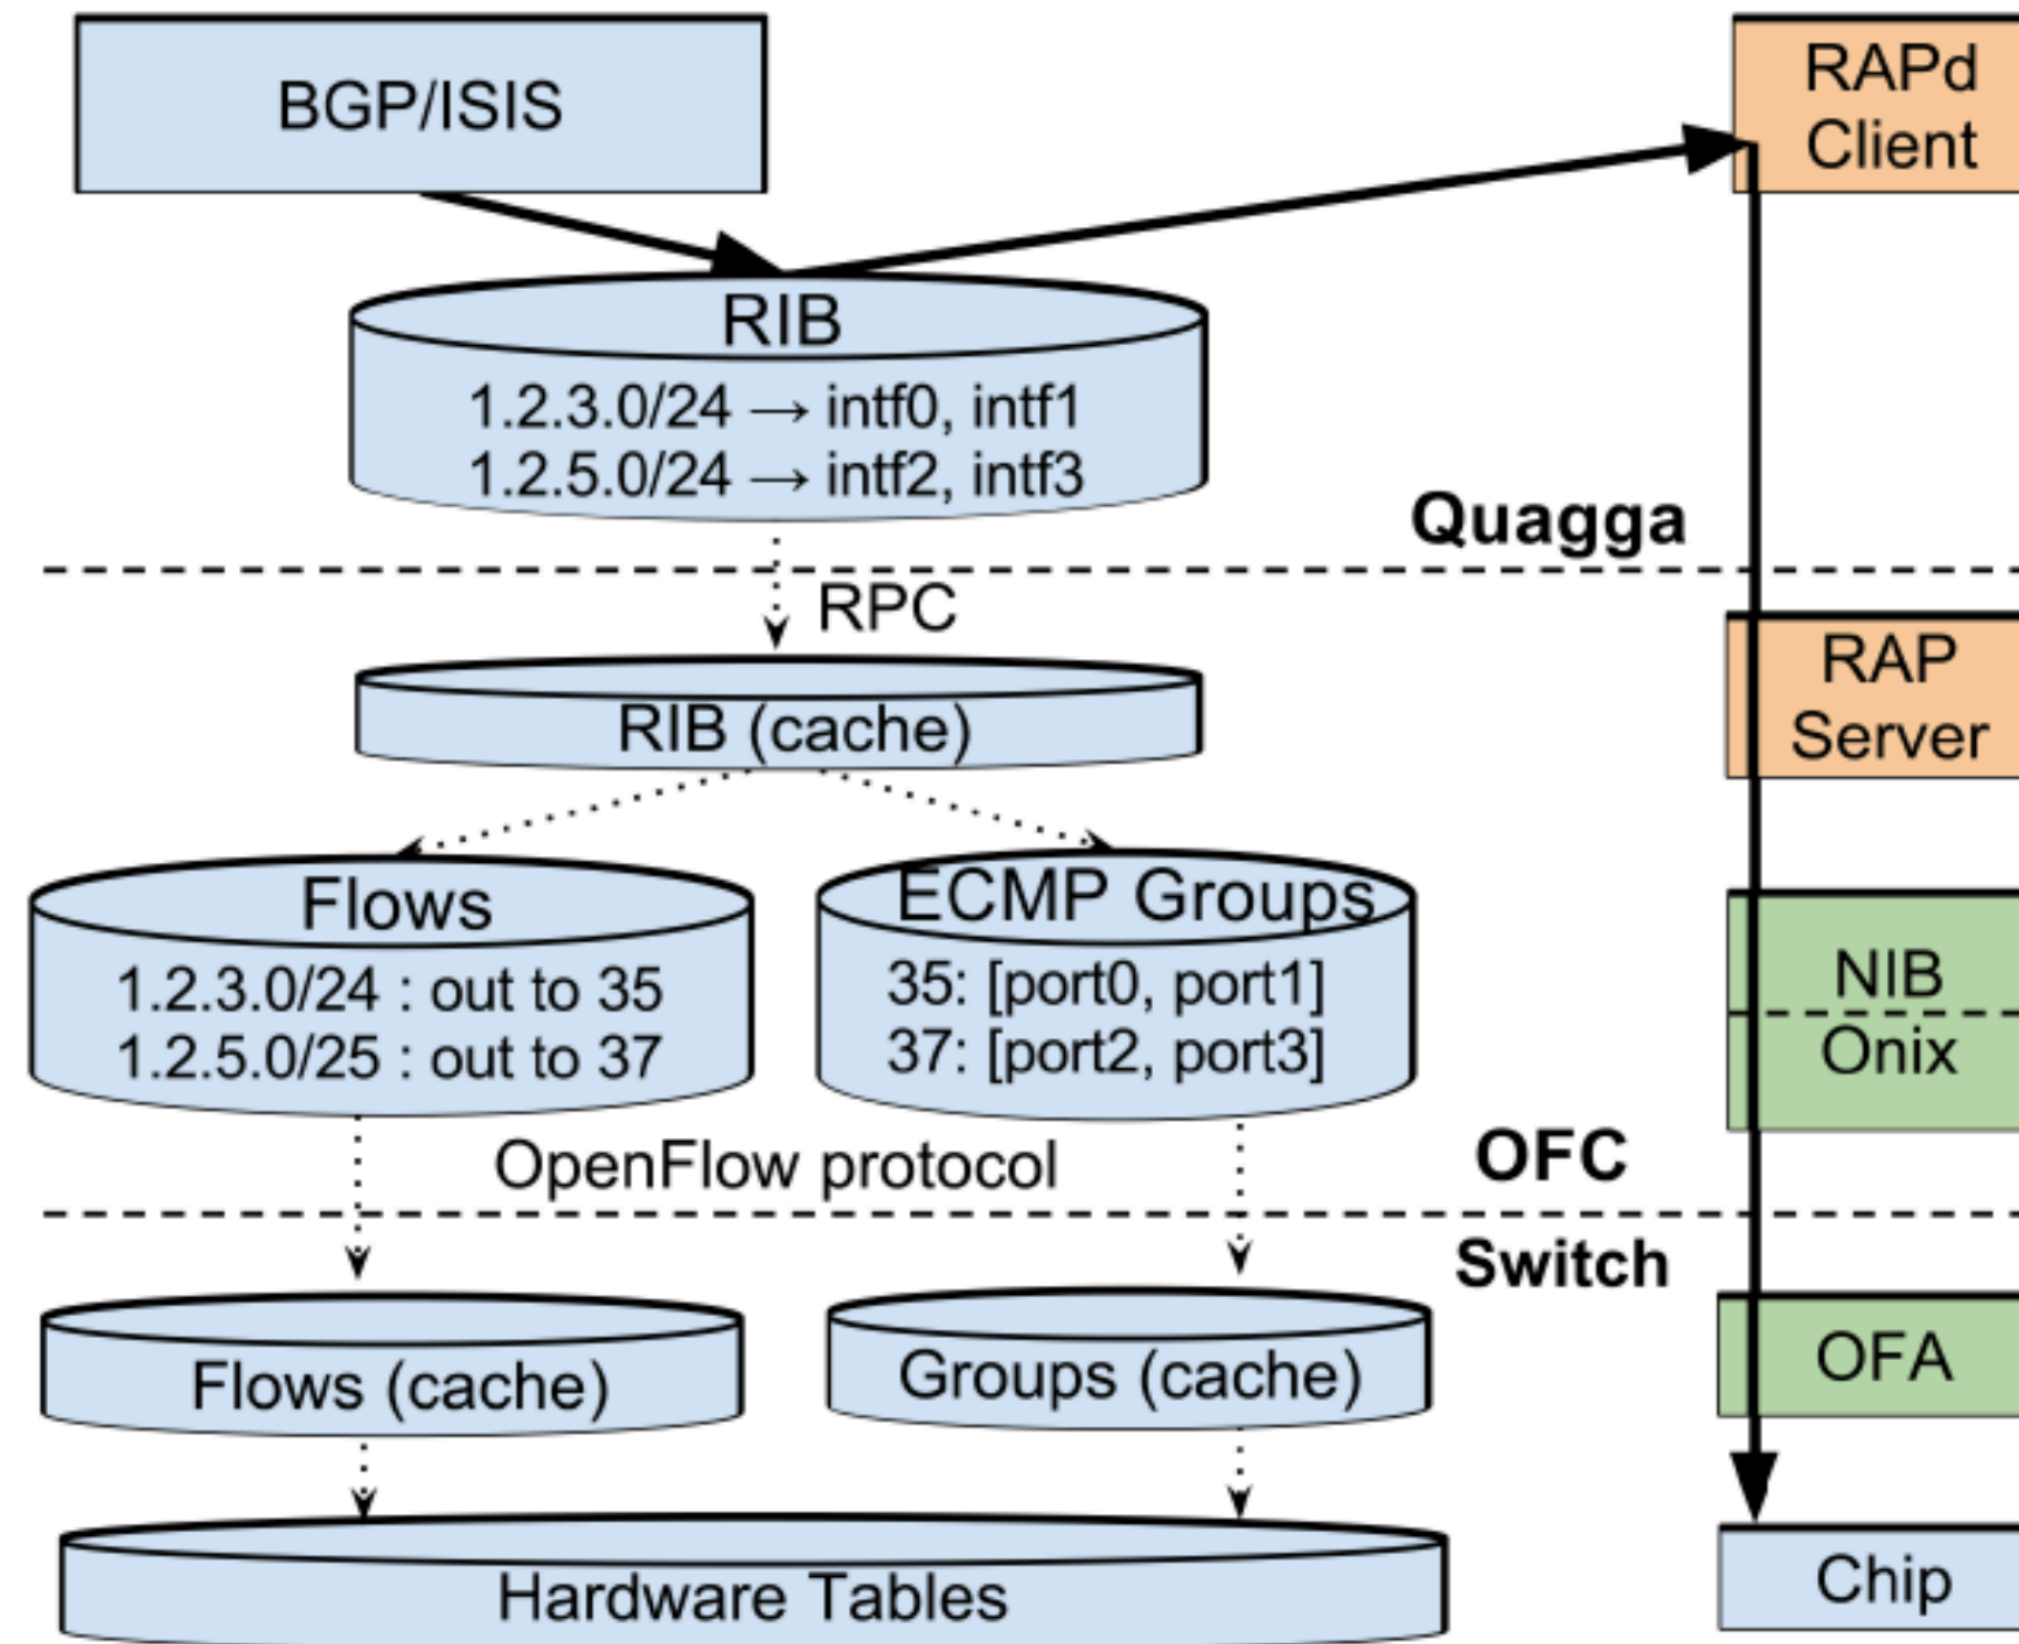 BGP/ISIS
RAPd
Client
RIB
1.2.3.0/24 → intf0, intf1
1.2.5.0/24 → intf2, intf3
Quagga
RPC
RAP
Server
RIB (cache)
Flows
1.2.3.0/24 : out to 35
1.2.5.0/25 : out to 37
ECMP Groups
35: [port0, port1]
37: [port2, port3]
NIB
Onix
OpenFlow protocol
OFC
Switch
Flows (cache)
Groups (cache)
OFA
Hardware Tables
Chip